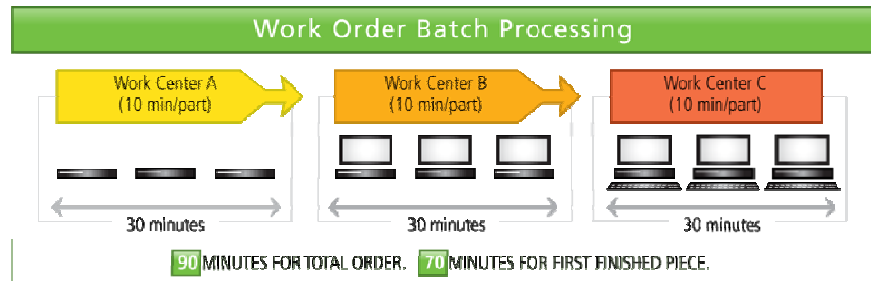 Work Order Batch Processing
Work Center A
(10 min/part)
Work Center B
(10 min/part)
Work Center C
(10 min/part)
30 minutes
30 minutes
30 minutes
90 MINUTES FOR TOTAL ORDER. 70 MINUTES FOR FIRST FINISHED PIECE.